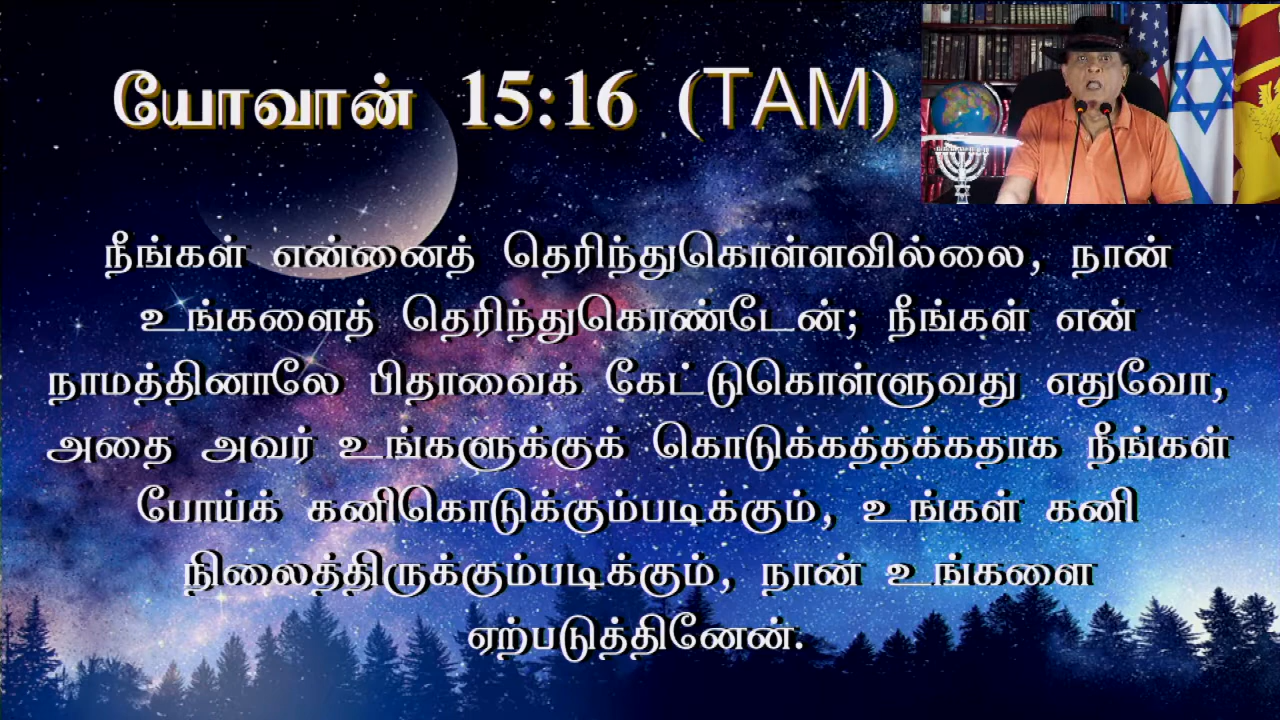 யோவான் 15:16 (TAM)
நீங்கள் என்னைத் தெரிந்துகொள்ளவில்லை, நான்
உங்களைத் தெரிந்துகொண்டேன்; நீங்கள் என்
நாமத்தினாலே பிதாவைக் கேட்டுகொள்ளுவது எதுவோ,
அதை அவர் உங்களுக்குக் கொடுக்கத்தக்கதாக நீங்கள்
போய்க் கனிகொடுக்கும்படிக்கும், உங்கள் கனி
நிலைத்திருக்கும்படிக்கும், நான் உங்களை
ஏற்படுத்தினேன்.